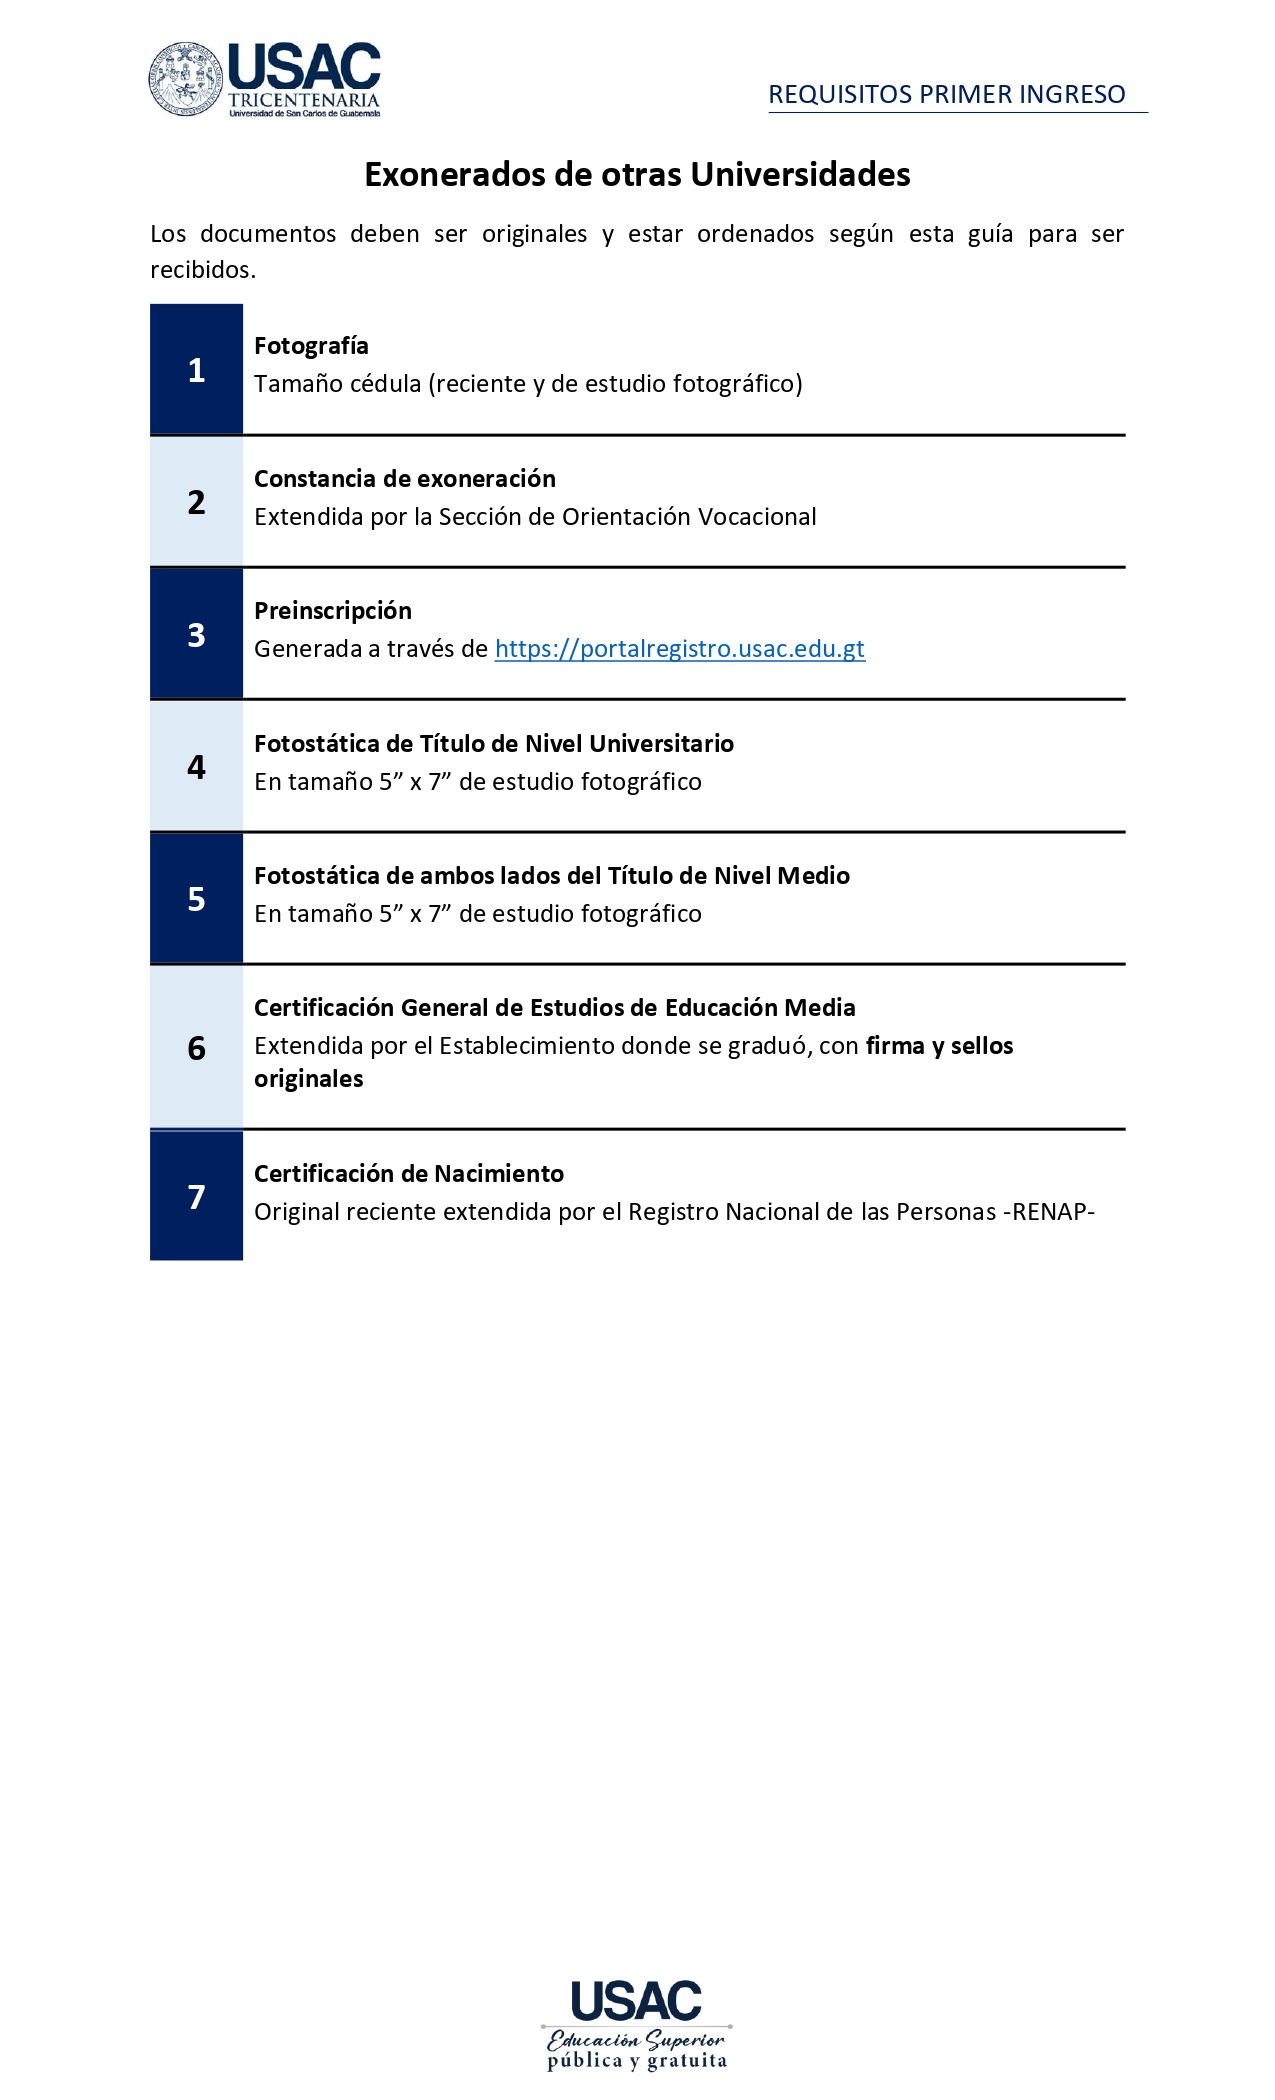 USAC
TRICENTENARIA
Universidad de San Carlos de Guatemala
REQUISITOS PRIMER INGRESO
Exonerados de otras Universidades
Los documentos deben ser originales y estar ordenados según esta guía para ser
recibidos.
1
Fotografía
Tamaño cédula (reciente y de estudio fotográfico)
2
Constancia de exoneración
Extendida por la Sección de Orientación Vocacional
3
Preinscripción
Generada a través de https://portalregistro.usac.edu.gt
4
Fotostática de Título de Nivel Universitario
En tamaño 5” x 7” de estudio fotográfico
5
Fotostática de ambos lados del Título de Nivel Medio
En tamaño 5” x 7” de estudio fotográfico
6
Certificación General de Estudios de Educación Media
Extendida por el Establecimiento donde se graduó, con firma y sellos
originales
7
Certificación de Nacimiento
Original reciente extendida por el Registro Nacional de las Personas -RENAP-
USAC
Educación Superior
pública y gratuita